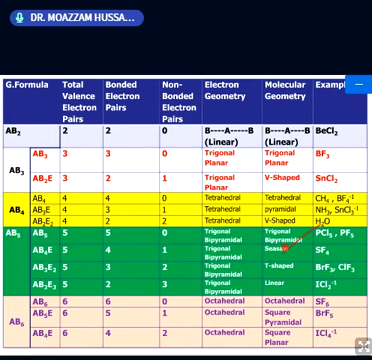 DR. MOAZZAM HUSSA...
G.Formula Total Valence Electron Pairs Bonded Electron Pairs Non-Bonded Electron Pairs Electron Geometry Molecular Geometry Example
AB2 2 2 0 B----A-----B (Linear) B----A----B (Linear) BeCl2
AB3 AB3 3 3 0 Trigonal Planar Trigonal Planar BF3
AB2E 3 2 1 Trigonal Planar V-Shaped SnCl2
AB4 AB4 4 4 0 Tetrahedral Tetrahedral CH4, BF4-1
AB3E 4 3 1 Tetrahedral pyramidal NH3, SnCl3-1
AB2E2 4 2 2 Tetrahedral V-Shaped H2O
AB5 AB5 5 5 0 Trigonal Bipyramidal Trigonal Bipyramidal PCl5, PF5
AB4E 5 4 1 Trigonal Bipyramidal SF4
AB3E2 5 3 2 Trigonal Bipyramidal T-shaped BrF3, ClF3
AB2E3 5 2 3 Trigonal Bipyramidal Linear ICl2-1
AB6 AB6 6 6 0 Octahedral Octahedral SF6
AB5E 6 5 1 Octahedral Square Pyramidal BrF5
AB4E 6 4 2 Octahedral Square Planar ICl4-1